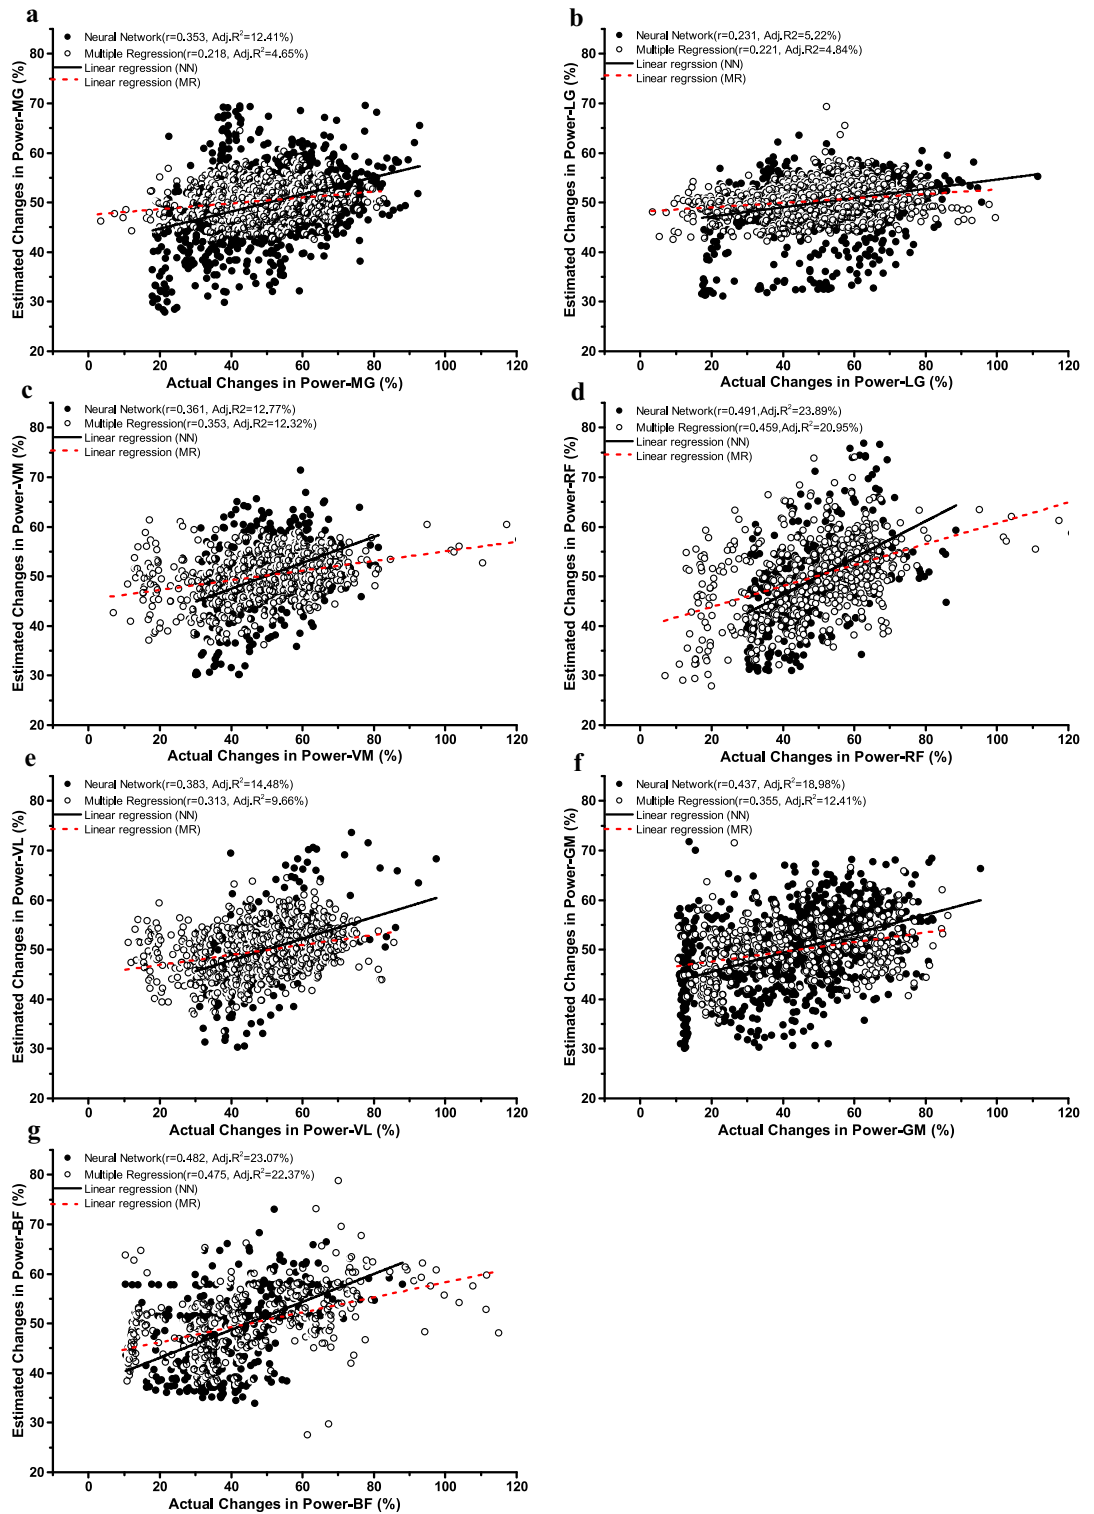 a
Neural Network(r=0.353, Adj.R²=12.41%)
Multiple Regression(r=0.218, Adj.R²=4.65%)
Linear regression (NN)
Linear regression (MR)
Estimated Changes in Power-MG (%)
80
70
60
50
40
30
20
0 20 40 60 80 100 120
Actual Changes in Power-MG (%)
b
Neural Network(r=0.231, Adj.R2=5.22%)
Multiple Regression(r=0.221, Adj.R2=4.84%)
Linear regrssion (NN)
Linear regrssion (MR)
Estimated Changes in Power-LG (%)
80
70
60
50
40
30
20
0 20 40 60 80 100 120
Actual Changes in Power-LG (%)
c
Neural Network(r=0.361, Adj.R2=12.77%)
Multiple Regression(r=0.353, Adj.R2=12.32%)
Linear regression (NN)
Linear regression (MR)
Estimated Changes in Power-VM (%)
80
70
60
50
40
30
20
0 20 40 60 80 100 120
Actual Changes in Power-VM (%)
d
Neural Network(r=0.491,Adj.R²=23.89%)
Multiple Regression(r=0.459,Adj.R²=20.95%)
Linear regression (NN)
Linear regression (MR)
Estimated Changes in Power-RF (%)
80
70
60
50
40
30
20
0 20 40 60 80 100 120
Actual Changes in Power-RF (%)
e
Neural Network(r=0.383, Adj.R²=14.48%)
Multiple Regression(r=0.313, Adj.R²=9.66%)
Linear regression (NN)
Linear regression (MR)
Estimated Changes in Power-VL (%)
80
70
60
50
40
30
20
0 20 40 60 80 100 120
Actual Changes in Power-VL (%)
f
Neural Network(r=0.437, Adj.R²=18.98%)
Multiple Regression(r=0.355, Adj.R²=12.41%)
Linear regression (NN)
Linear regression (MR)
Estimated Changes in Power-GM (%)
80
70
60
50
40
30
20
0 20 40 60 80 100 120
Actual Changes in Power-GM (%)
g
Neural Network(r=0.482, Adj.R²=23.07%)
Multiple Regression(r=0.475, Adj.R²=22.37%)
Linear regression (NN)
Linear regression (MR)
Estimated Changes in Power-BF (%)
80
70
60
50
40
30
20
0 20 40 60 80 100 120
Actual Changes in Power-BF (%)